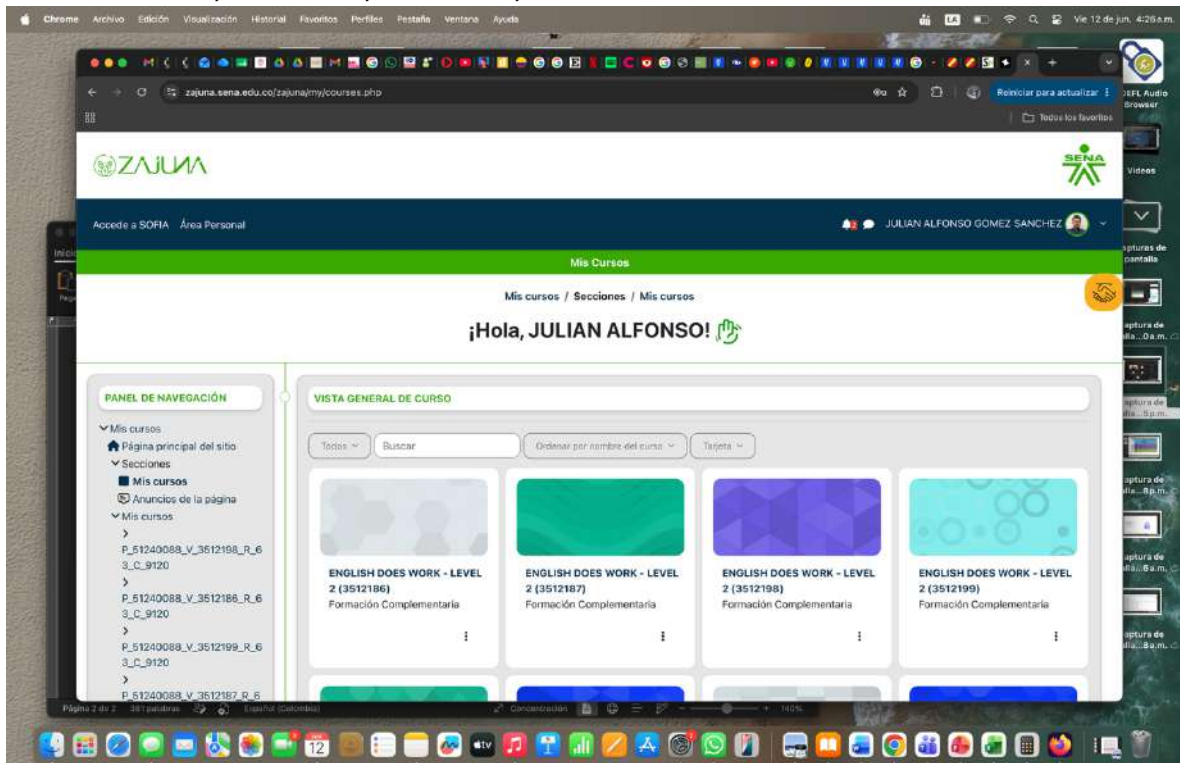 Chrome Archivo Edición Visualización Historial Favoritos Perfiles Pestaña Ventana Ayuda
Vie 12 de jun. 4:26 a.m.
zajuna.sena.edu.co/zajuna/my/courses.php
Reiniciar para actualizar
Todos los favoritos
ZAJUNA
SENA
Accede a SOFIA Área Personal
JULIAN ALFONSO GOMEZ SANCHEZ
Mis Cursos
Mis cursos / Secciones / Mis cursos
¡Hola, JULIAN ALFONSO!
PANEL DE NAVEGACIÓN
Mis cursos
Página principal del sitio
Secciones
Mis cursos
Anuncios de la página
Mis cursos
P_51240088_V_3512198_R_6
3_C_9120
P_51240088_V_3512186_R_6
3_C_9120
P_51240088_V_3512199_R_6
3_C_9120
P_51240088_V_3512187_R_6
VISTA GENERAL DE CURSO
Todos
Buscar
Ordenar por nombre del curso
Tarjeta
ENGLISH DOES WORK - LEVEL
2 (3512186)
Formación Complementaria
ENGLISH DOES WORK - LEVEL
2 (3512187)
Formación Complementaria
ENGLISH DOES WORK - LEVEL
2 (3512198)
Formación Complementaria
ENGLISH DOES WORK - LEVEL
2 (3512199)
Formación Complementaria
Browser
Videos
pantalla
Página 2 de 2 381 palabras Español (Colombia)
Concentración
140%
12
tv